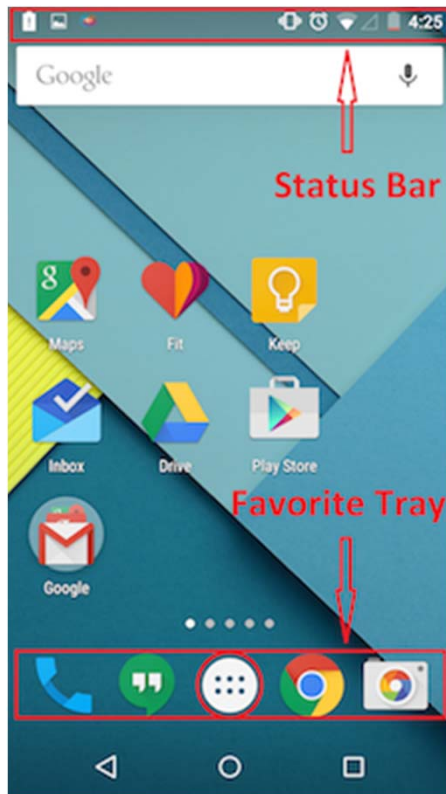 4:25
Google
Status Bar
Maps Fit Keep
Inbox Drive Play Store
Favorite Tray
Google